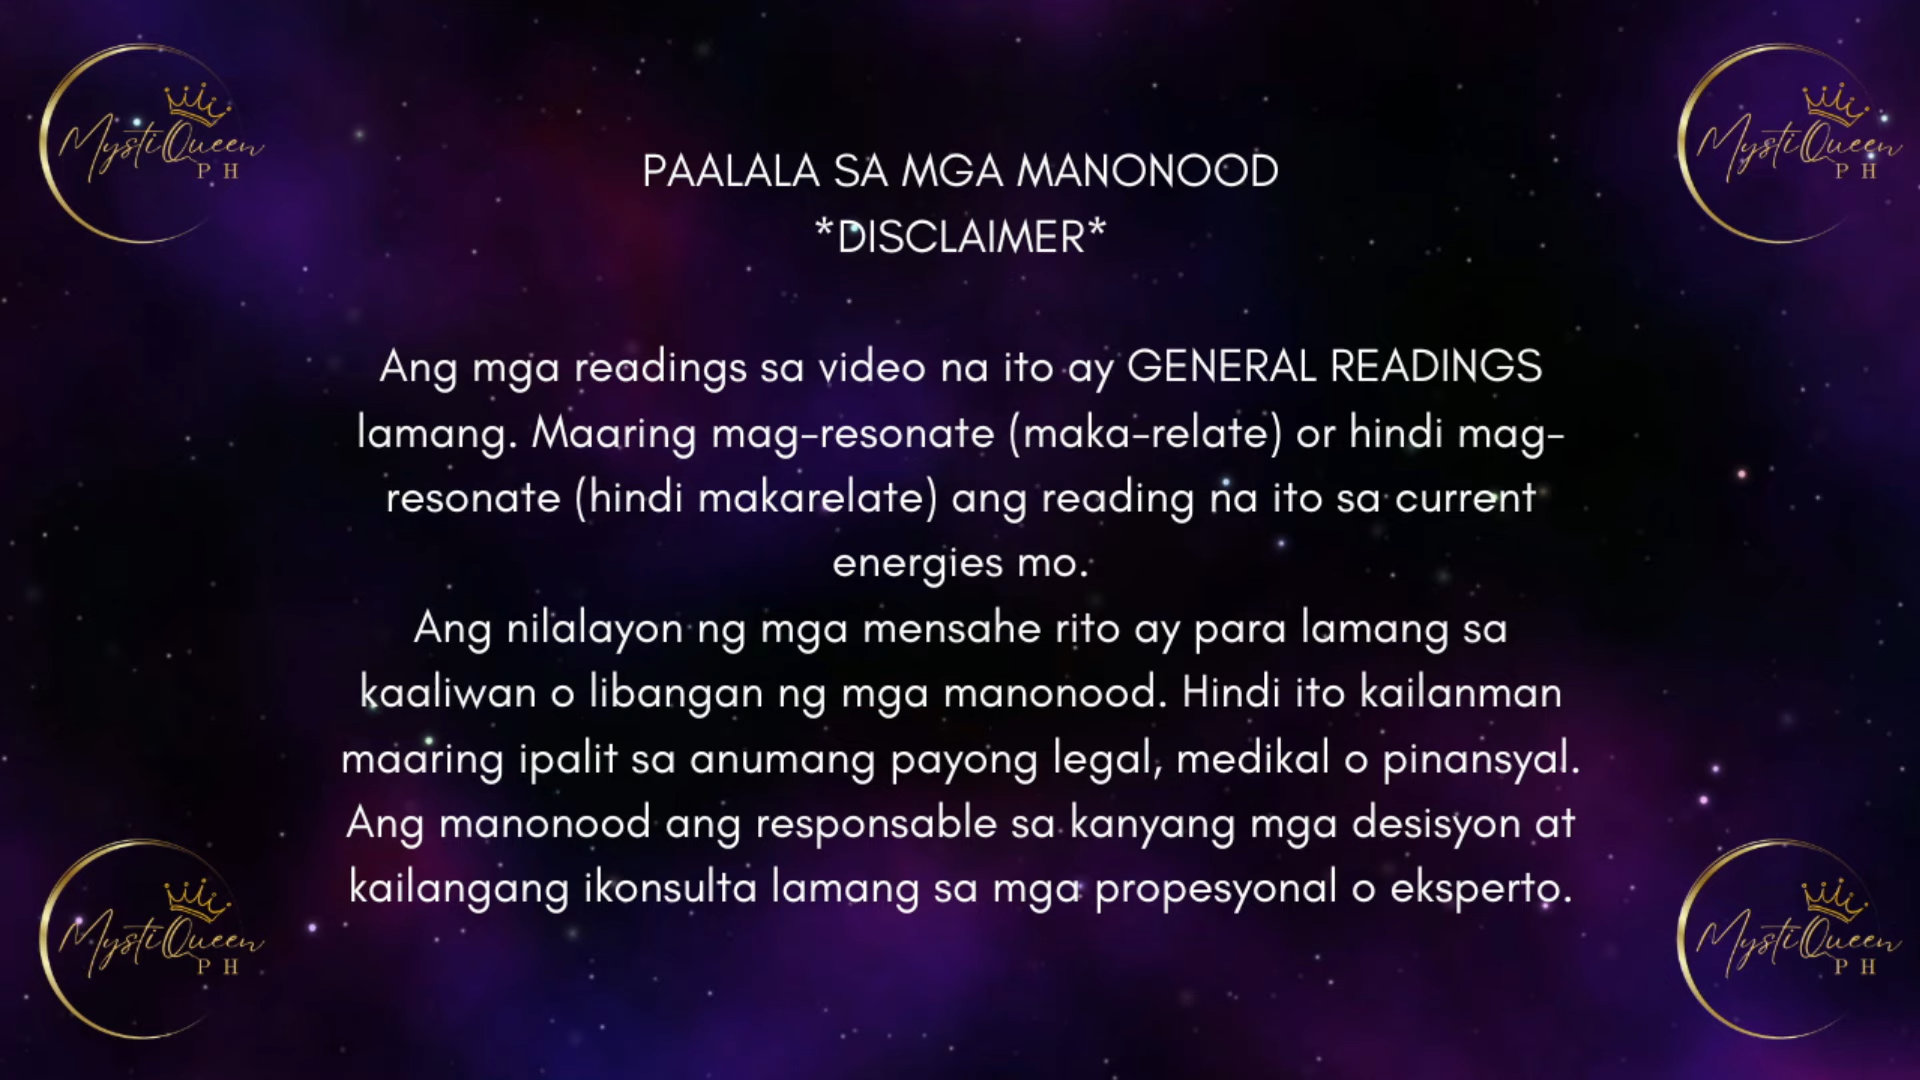 MystiQueen
PH
MystiQueen
PH
PAALALA SA MGA MANONOOD
*DISCLAIMER*
Ang mga readings sa video na ito ay GENERAL READINGS
lamang. Maaring mag-resonate (maka-relate) or hindi mag-
resonate (hindi makarelate) ang reading na ito sa current
energies mo.
Ang nilalayon ng mga mensahe rito ay para lamang sa
kaaliwan o libangan ng mga manonood. Hindi ito kailanman
maaring ipalit sa anumang payong legal, medikal o pinansyal.
Ang manonood ang responsable sa kanyang mga desisyon at
kailangang ikonsulta lamang sa mga propesyonal o eksperto.
MystiQueen
PH
MystiQueen
PH